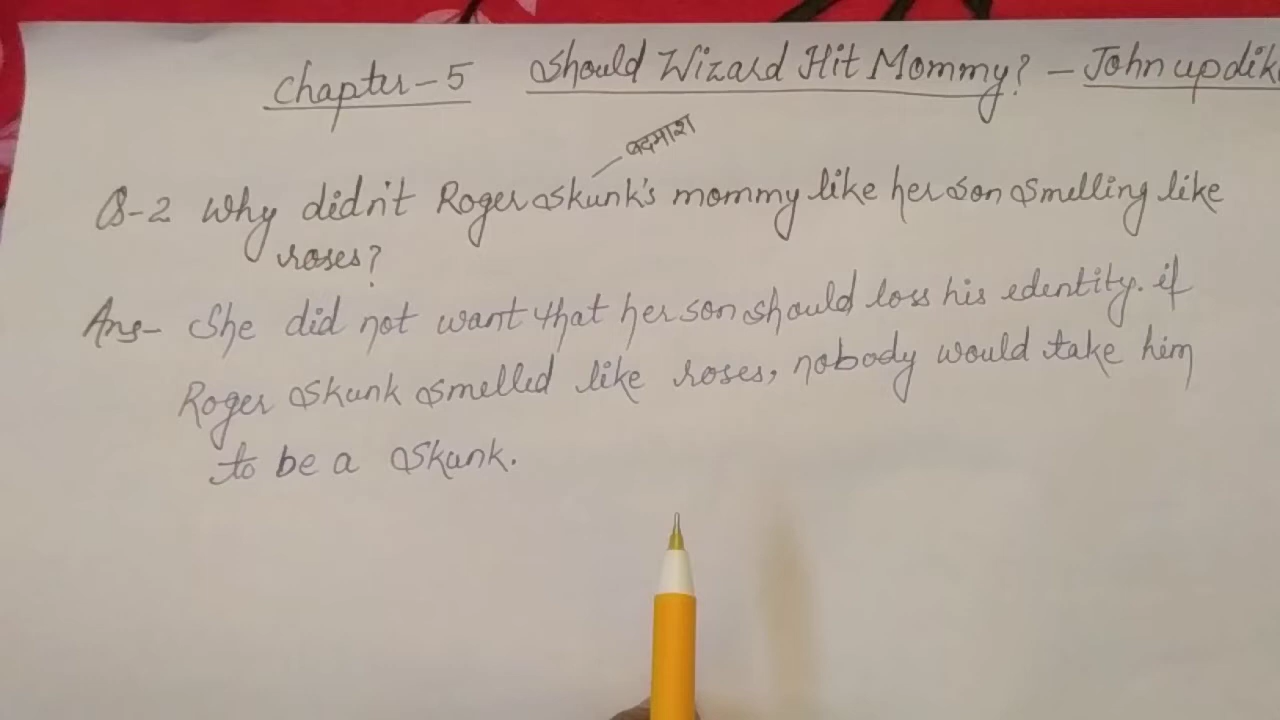 Chapter-5 Should Wizard Hit Mommy? - John updik
बदमाश
Q-2 Why didn't Roger Skunk's mommy like her son smelling like
roses?
Ans- She did not want that her son should loss his edentity. if
Roger Skunk smelled like roses, nobody would take him
to be a Skunk.